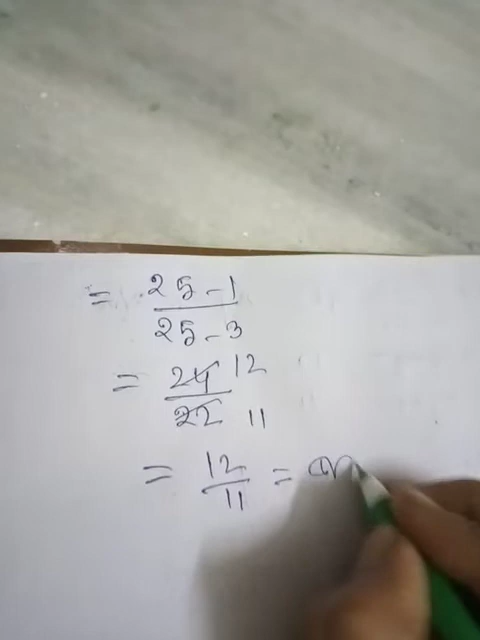 = 25-1
25-3
= 24 12
22 11
= 12 =
11